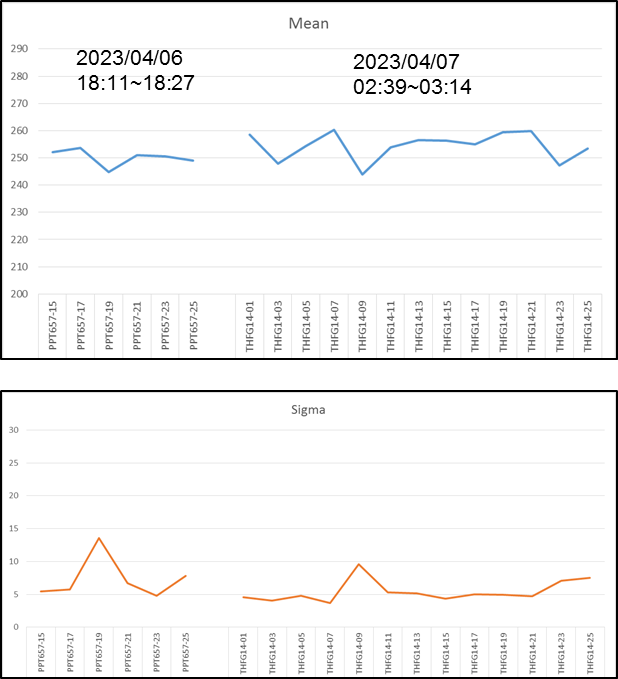 Mean
2023/04/06
18:11~18:27
2023/04/07
02:39~03:14
290
280
270
260
250
240
230
220
210
200
PPT657-15
PPT657-17
PPT657-19
PPT657-21
PPT657-23
PPT657-25
THFG14-01
THFG14-03
THFG14-05
THFG14-07
THFG14-09
THFG14-11
THFG14-13
THFG14-15
THFG14-17
THFG14-19
THFG14-21
THFG14-23
THFG14-25
Sigma
30
25
20
15
10
5
0
PPT657-15
PPT657-17
PPT657-19
PPT657-21
PPT657-23
PPT657-25
THFG14-01
THFG14-03
THFG14-05
THFG14-07
THFG14-09
THFG14-11
THFG14-13
THFG14-15
THFG14-17
THFG14-19
THFG14-21
THFG14-23
THFG14-25